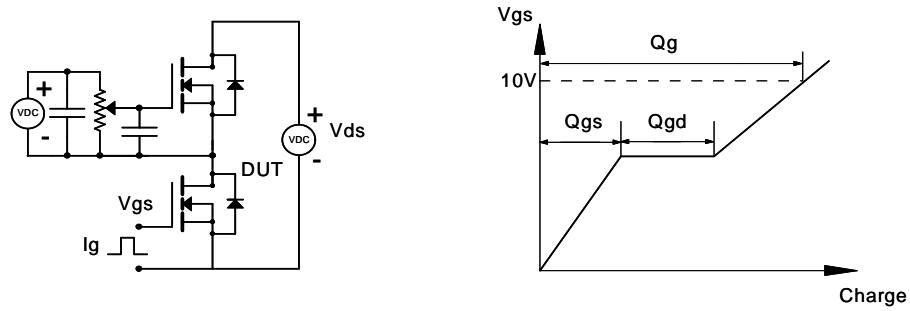 +
VDC
-
+
VDC
-
Vds
DUT
Vgs
Ig
Vgs
Qg
10V
Qgs
Qgd
Charge